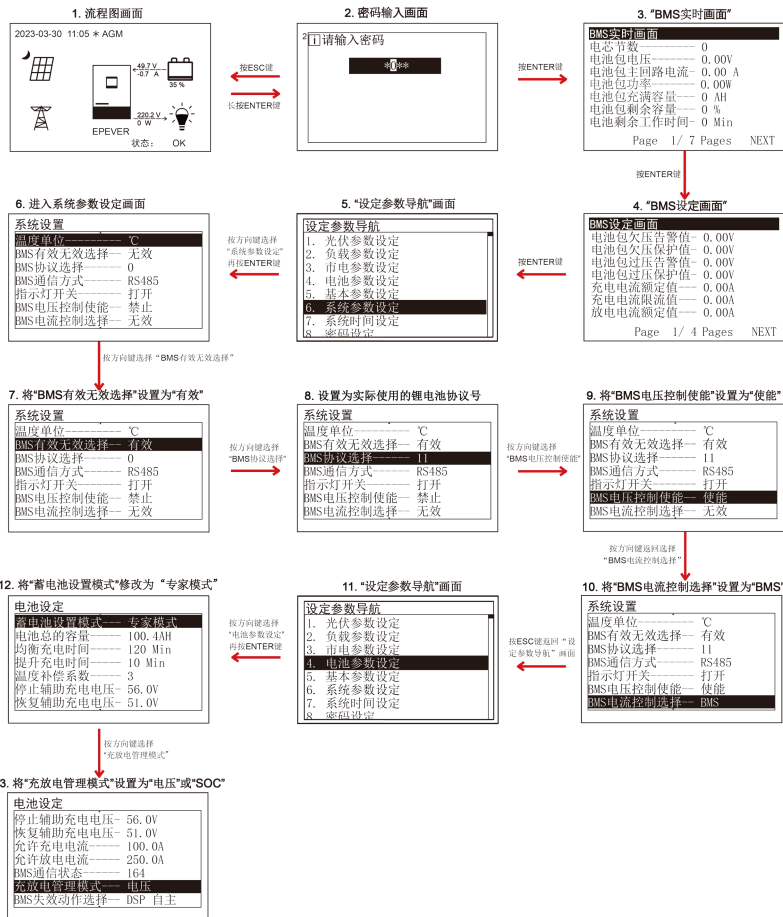 1. 流程图画面
2023-03-30 11:05 ＊ AGM
49.7 V
-0.7 A
35 %
220.2 V
0 W
EPEVER
状态： OK
按ESC键
长按ENTER键
2. 密码输入画面
2 i 请输入密码
*0**
按ENTER键
3. "BMS实时画面"
BMS实时画面
电芯节数--------- 0
电池包电压------- 0.00V
电池包主回路电流- 0.00 A
电池包功率------- 0.00W
电池包充满容量--- 0 AH
电池包剩余容量--- 0 %
电池剩余工作时间- 0 Min
Page 1/ 7 Pages NEXT
按ENTER键
4. "BMS设定画面"
BMS设定画面
电池包欠压告警值- 0.00V
电池包欠压保护值- 0.00V
电池包过压告警值- 0.00V
电池包过压保护值- 0.00V
充电电流额定值--- 0.00A
充电电流限流值--- 0.00A
放电电流额定值--- 0.00A
Page 1/ 4 Pages NEXT
按ENTER键
5. "设定参数导航"画面
设定参数导航
1. 光伏参数设定
2. 负载参数设定
3. 市电参数设定
4. 电池参数设定
5. 基本参数设定
6. 系统参数设定
7. 系统时间设定
8 密码设定
按方向键选择
"系统参数设定"
再按ENTER键
6. 进入系统参数设定画面
系统设置
温度单位--------- ℃
BMS有效无效选择-- 无效
BMS协议选择------ 0
BMS通信方式------ RS485
指示灯开关------- 打开
BMS电压控制使能-- 禁止
BMS电流控制选择-- 无效
按方向键选择 "BMS有效无效选择"
7. 将"BMS有效无效选择"设置为"有效"
系统设置
温度单位--------- ℃
BMS有效无效选择-- 有效
BMS协议选择------ 0
BMS通信方式------ RS485
指示灯开关------- 打开
BMS电压控制使能-- 禁止
BMS电流控制选择-- 无效
按方向键选择
"BMS协议选择"
8. 设置为实际使用的锂电池协议号
系统设置
温度单位--------- ℃
BMS有效无效选择-- 有效
BMS协议选择------ 11
BMS通信方式------ RS485
指示灯开关------- 打开
BMS电压控制使能-- 禁止
BMS电流控制选择-- 无效
按方向键选择
"BMS电压控制使能"
9. 将"BMS电压控制使能"设置为"使能"
系统设置
温度单位--------- ℃
BMS有效无效选择-- 有效
BMS协议选择------ 11
BMS通信方式------ RS485
指示灯开关------- 打开
BMS电压控制使能-- 使能
BMS电流控制选择-- 无效
按方向键返回选择
"BMS电流控制选择"
10. 将"BMS电流控制选择"设置为"BMS"
系统设置
温度单位--------- ℃
BMS有效无效选择-- 有效
BMS协议选择------ 11
BMS通信方式------ RS485
指示灯开关------- 打开
BMS电压控制使能-- 使能
BMS电流控制选择-- BMS
按ESC键返回"设
定参数导航"画面
11. "设定参数导航"画面
设定参数导航
1. 光伏参数设定
2. 负载参数设定
3. 市电参数设定
4. 电池参数设定
5. 基本参数设定
6. 系统参数设定
7. 系统时间设定
8 密码设定
按方向键选择
"电池参数设定"
再按ENTER键
12. 将"蓄电池设置模式"修改为 "专家模式"
电池设定
蓄电池设置模式--- 专家模式
电池总的容量----- 100.4AH
均衡充电时间----- 120 Min
提升充电时间----- 10 Min
温度补偿系数----- 3
停止辅助充电电压- 56.0V
恢复辅助充电电压- 51.0V
按方向键选择
"充放电管理模式"
3. 将"充放电管理模式"设置为"电压"或"SOC"
电池设定
停止辅助充电电压- 56.0V
恢复辅助充电电压- 51.0V
允许充电电流----- 100.0A
允许放电电流----- 250.0A
BMS通信状态------ 164
充放电管理模式--- 电压
BMS失效动作选择-- DSP 自主